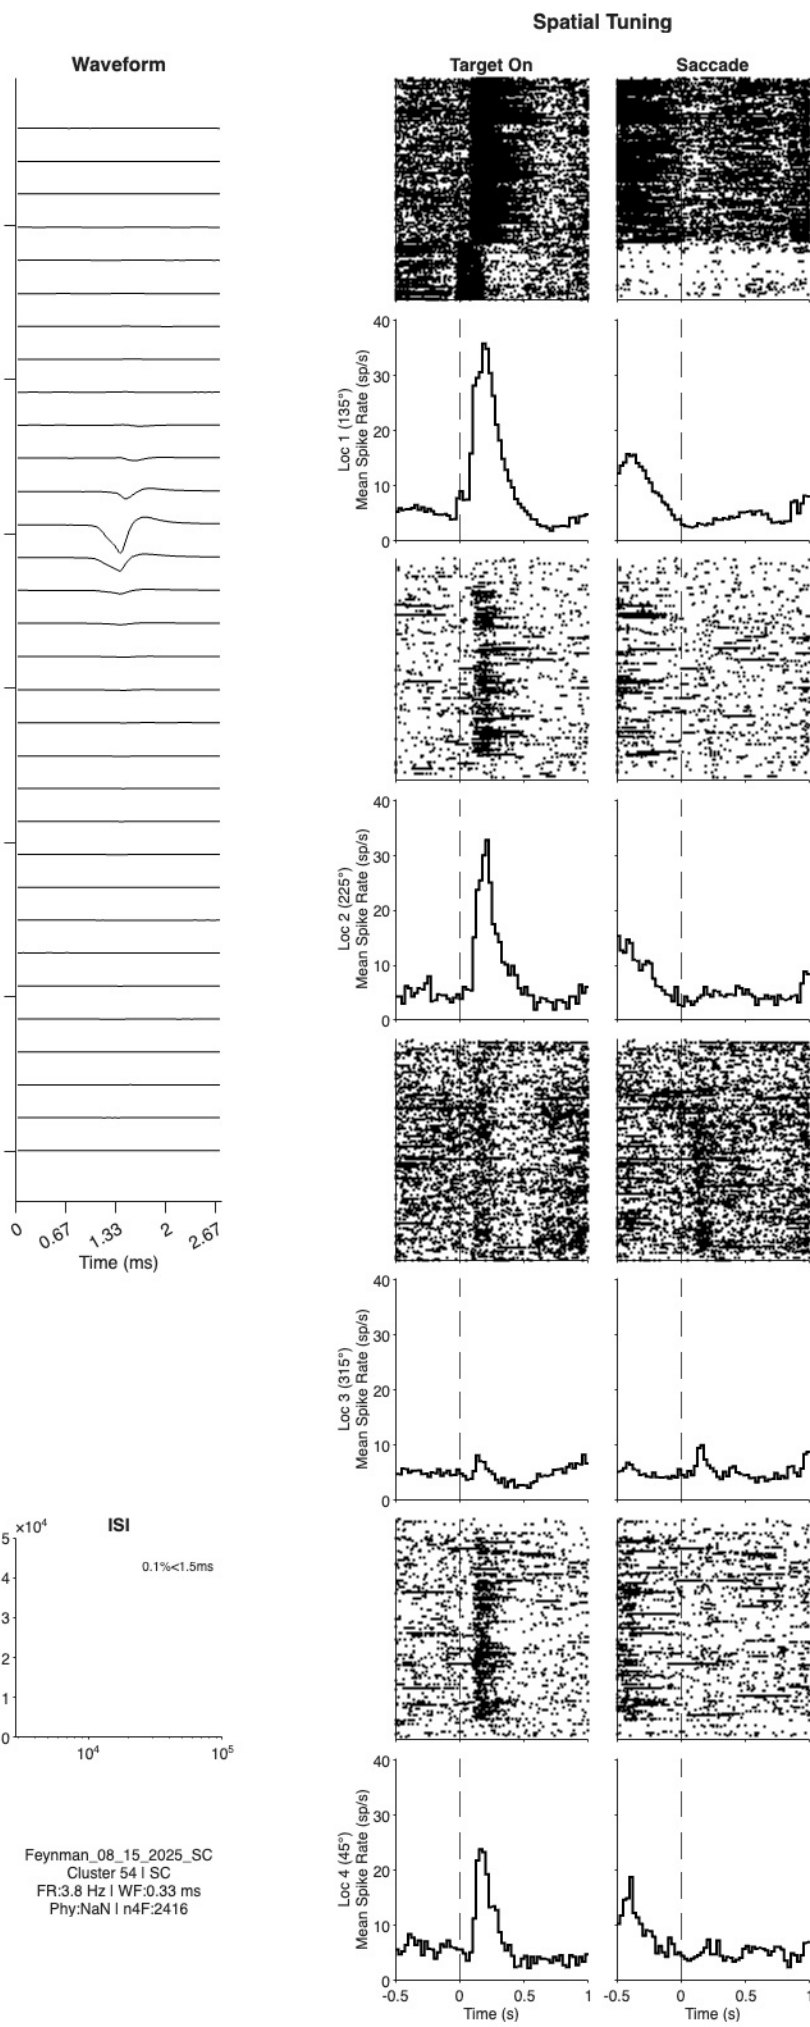 Spatial Tuning
Waveform
Target On
Saccade
40
30
20
10
0
Loc 1 (135°)
Mean Spike Rate (sp/s)
40
30
20
10
0
Loc 2 (225°)
Mean Spike Rate (sp/s)
0
0.67
1.33
2
2.67
Time (ms)
40
30
20
10
0
Loc 3 (315°)
Mean Spike Rate (sp/s)
ISI
×10⁴
5
4
3
2
1
0
0.1%<1.5ms
10⁴
10⁵
40
30
20
10
0
Loc 4 (45°)
Mean Spike Rate (sp/s)
-0.5
0
0.5
1
Time (s)
-0.5
0
0.5
1
Time (s)
Feynman_08_15_2025_SC
Cluster 54 | SC
FR:3.8 Hz | WF:0.33 ms
Phy:NaN | n4F:2416